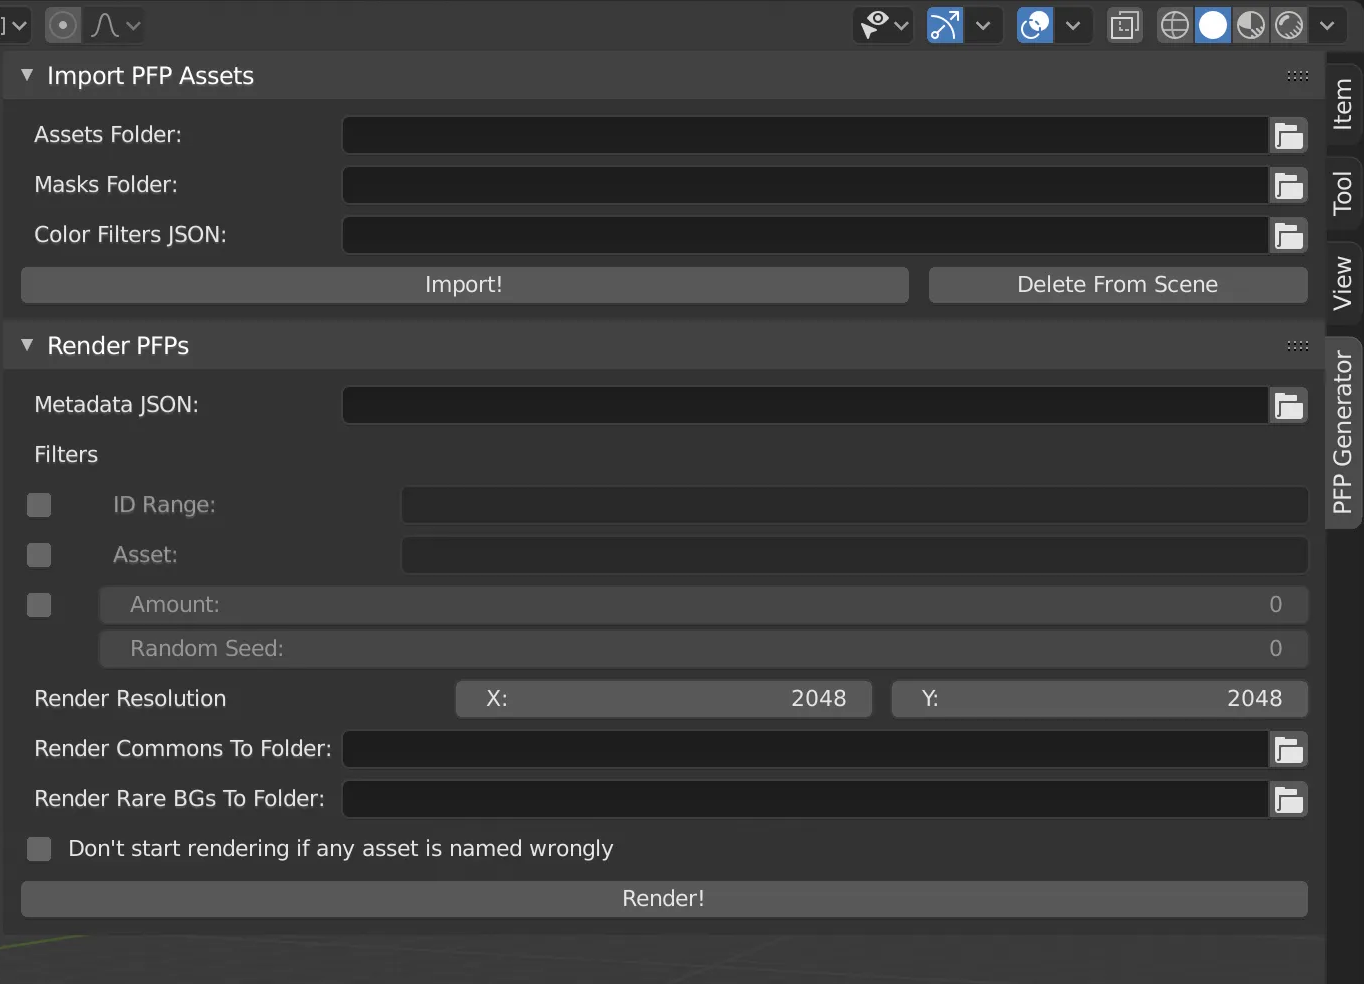 Import PFP Assets
Assets Folder:
Masks Folder:
Color Filters JSON:
Import! Delete From Scene
Render PFPs
Metadata JSON:
Filters
ID Range:
Asset:
Amount: 0
Random Seed: 0
Render Resolution X: 2048 Y: 2048
Render Commons To Folder:
Render Rare BGs To Folder:
Don't start rendering if any asset is named wrongly
Render!
Item
Tool
View
PFP Generator